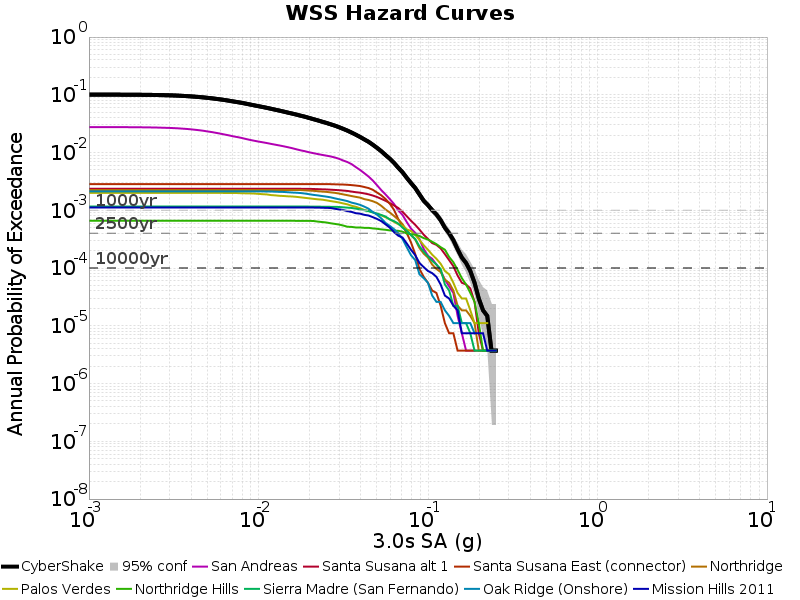 WSS Hazard Curves
Annual Probability of Exceedance
10^0
10^-1
10^-2
10^-3
10^-4
10^-5
10^-6
10^-7
10^-8
1000yr
2500yr
10000yr
10^-3 10^-2 10^-1 10^0 10^1
3.0s SA (g)
CyberShake 95% conf San Andreas Santa Susana alt 1 Santa Susana East (connector) Northridge
Palos Verdes Northridge Hills Sierra Madre (San Fernando) Oak Ridge (Onshore) Mission Hills 2011